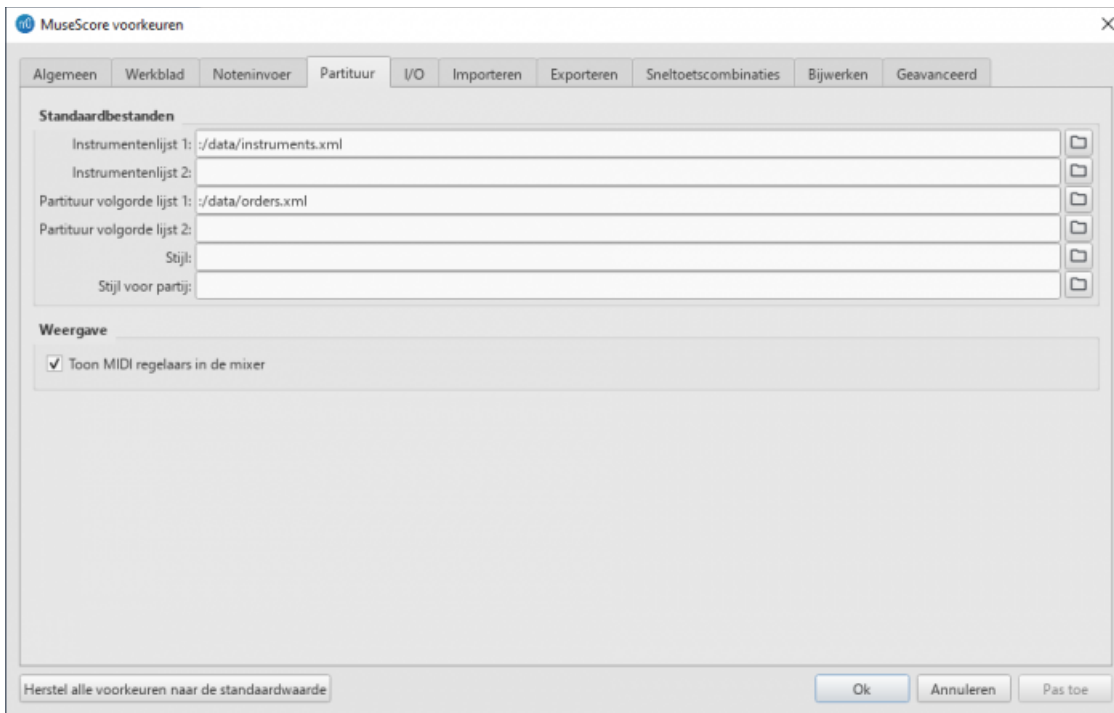 MuseScore voorkeuren
Algemeen Werkblad Noteninvoer Partituur I/O Importeren Exporteren Sneltoetscombinaties Bijwerken Geavanceerd
Standaardbestanden
Instrumentenlijst 1: :/data/instruments.xml
Instrumentenlijst 2:
Partituur volgorde lijst 1: :/data/orders.xml
Partituur volgorde lijst 2:
Stijl:
Stijl voor partij:
Weergave
Toon MIDI regelaars in de mixer
Herstel alle voorkeuren naar de standaardwaarde Ok Annuleren Pas toe